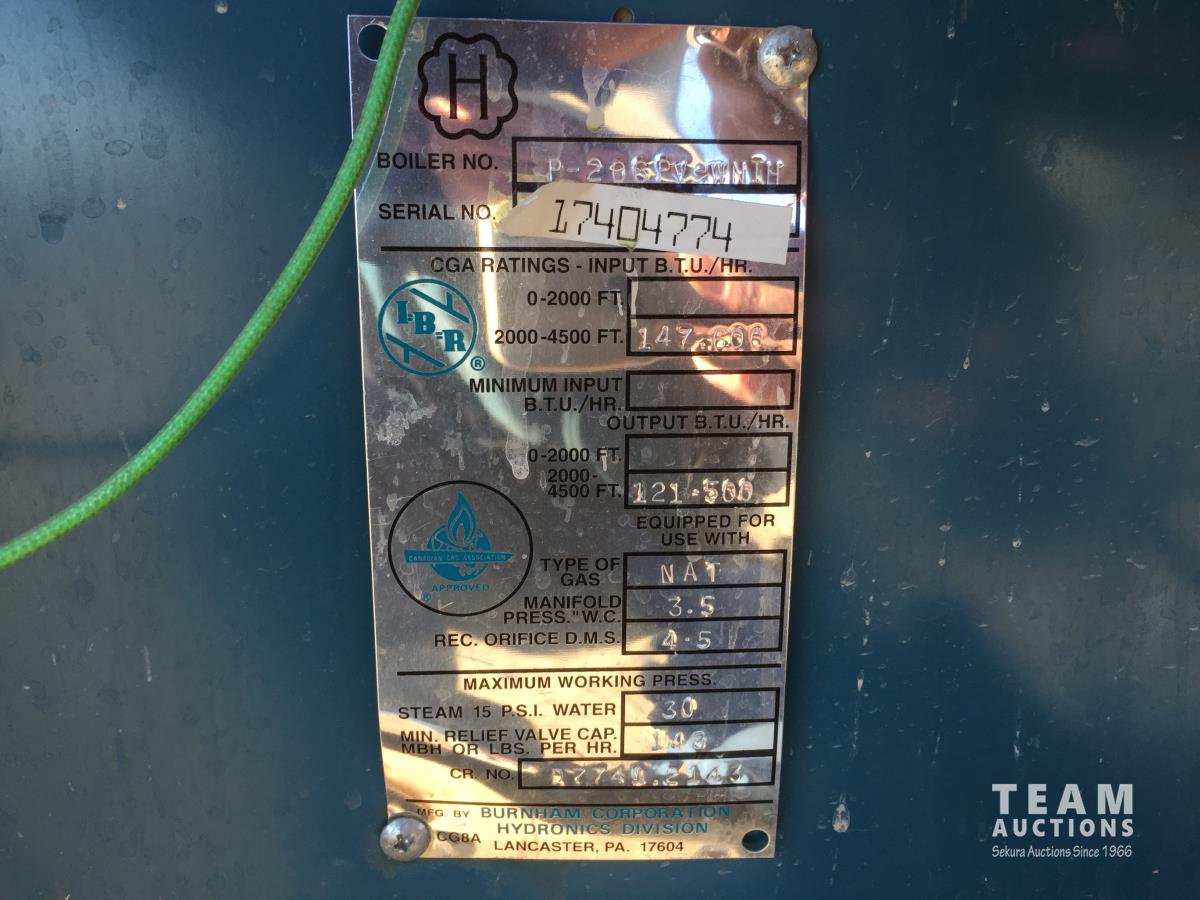 H
BOILER NO.
SERIAL NO. 17404774
CGA RATINGS - INPUT B.T.U./HR.
0-2000 FT.
I=B=R ®
2000-4500 FT.
MINIMUM INPUT
B.T.U./HR.
OUTPUT B.T.U./HR.
0-2000 FT.
2000-
4500 FT. 121.500
EQUIPPED FOR
USE WITH
CANADIAN GAS ASSOCIATION
APPROVED
®
TYPE OF
GAS NAT
MANIFOLD
PRESS."W.C. 3.5
REC. ORIFICE D.M.S. 4.5
MAXIMUM WORKING PRESS.
STEAM 15 P.S.I. WATER 30
MIN. RELIEF VALVE CAP.
MBH OR LBS. PER HR.
CR. NO.
MFG. BY BURNHAM CORPORATION
HYDRONICS DIVISION
CG8A LANCASTER, PA. 17604
TEAM
AUCTIONS
Sekura Auctions Since 1966